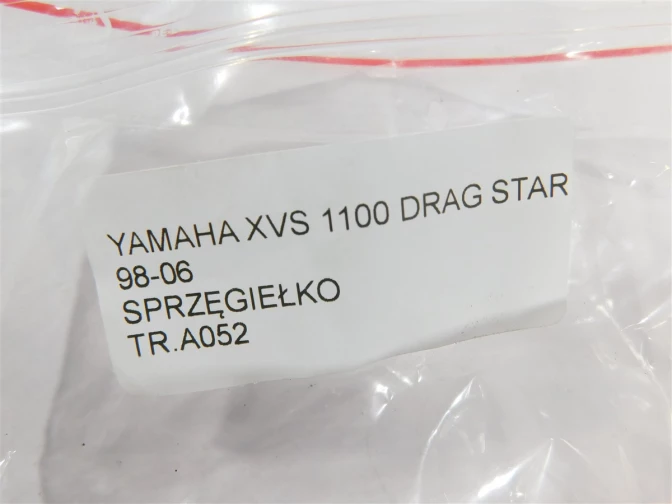 YAMAHA XVS 1100 DRAG STAR
98-06
SPRZĘGIEŁKO
TR.A052